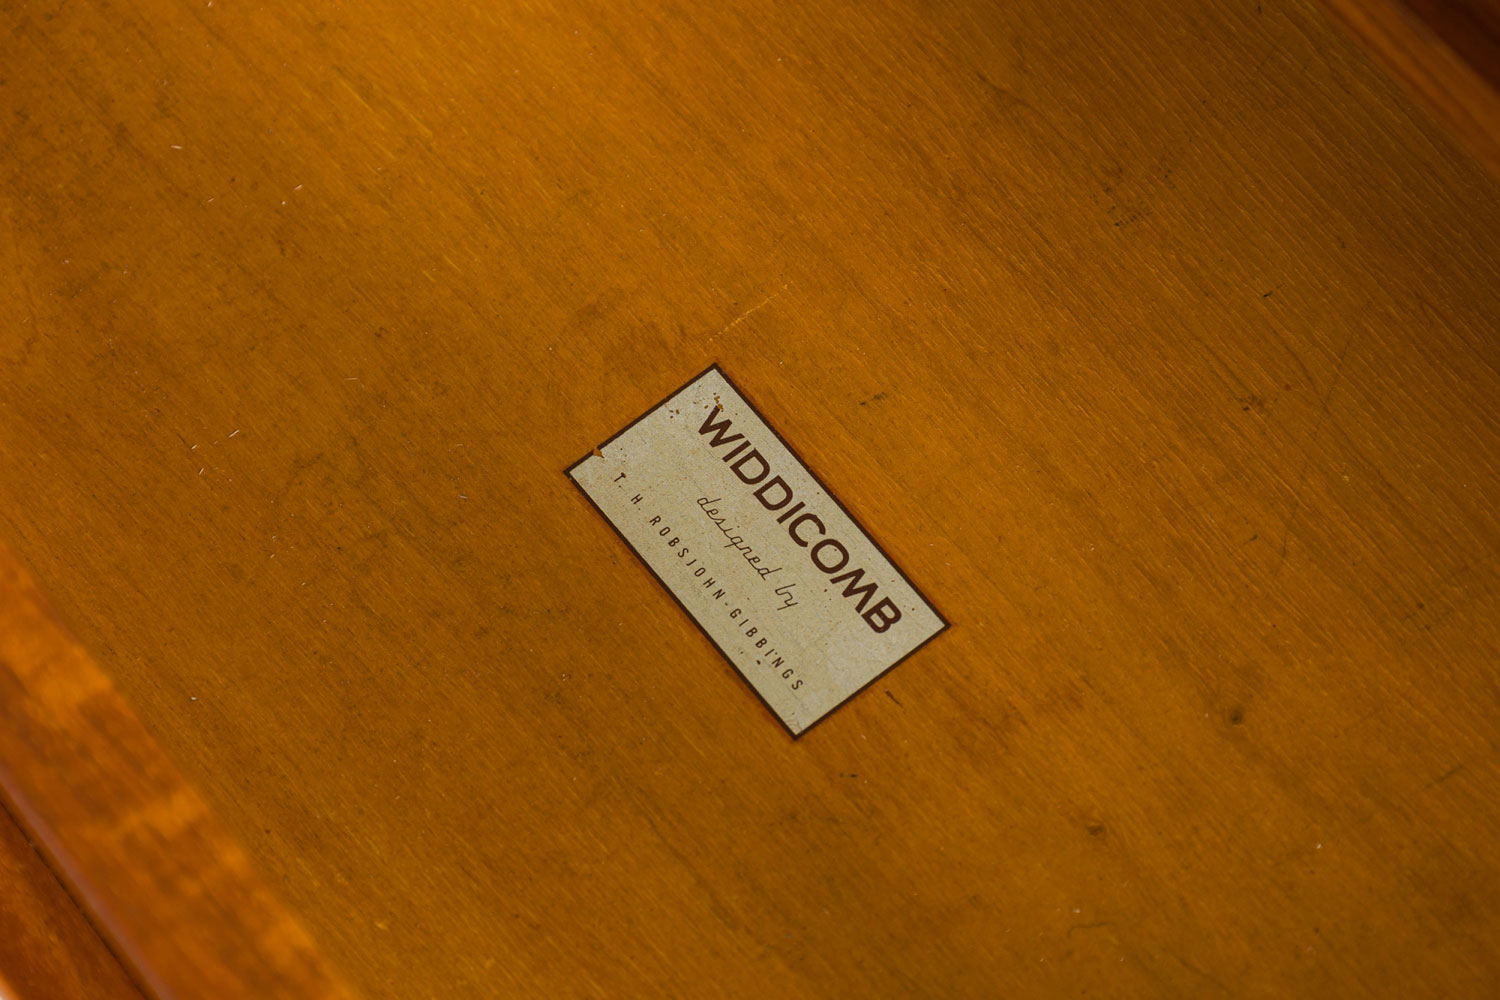 WIDDICOMB
designed by
T. H. ROBSJOHN-GIBBINGS